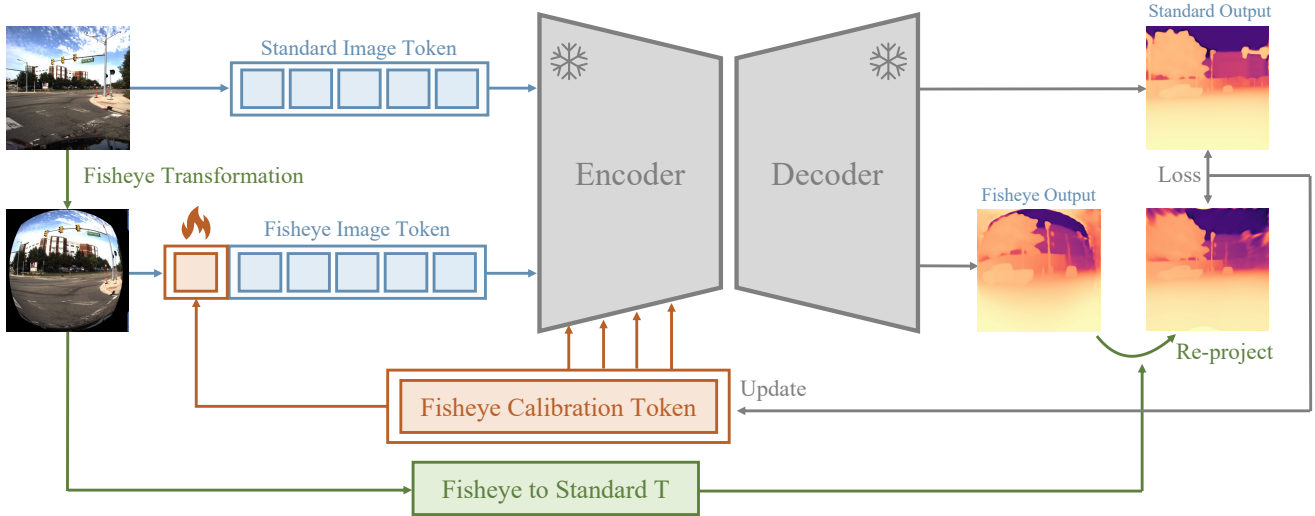 Standard Output
Standard Image Token
Fisheye Transformation
Encoder
Decoder
Loss
Fisheye Image Token
Fisheye Output
Re-project
Fisheye Calibration Token
Update
Fisheye to Standard T